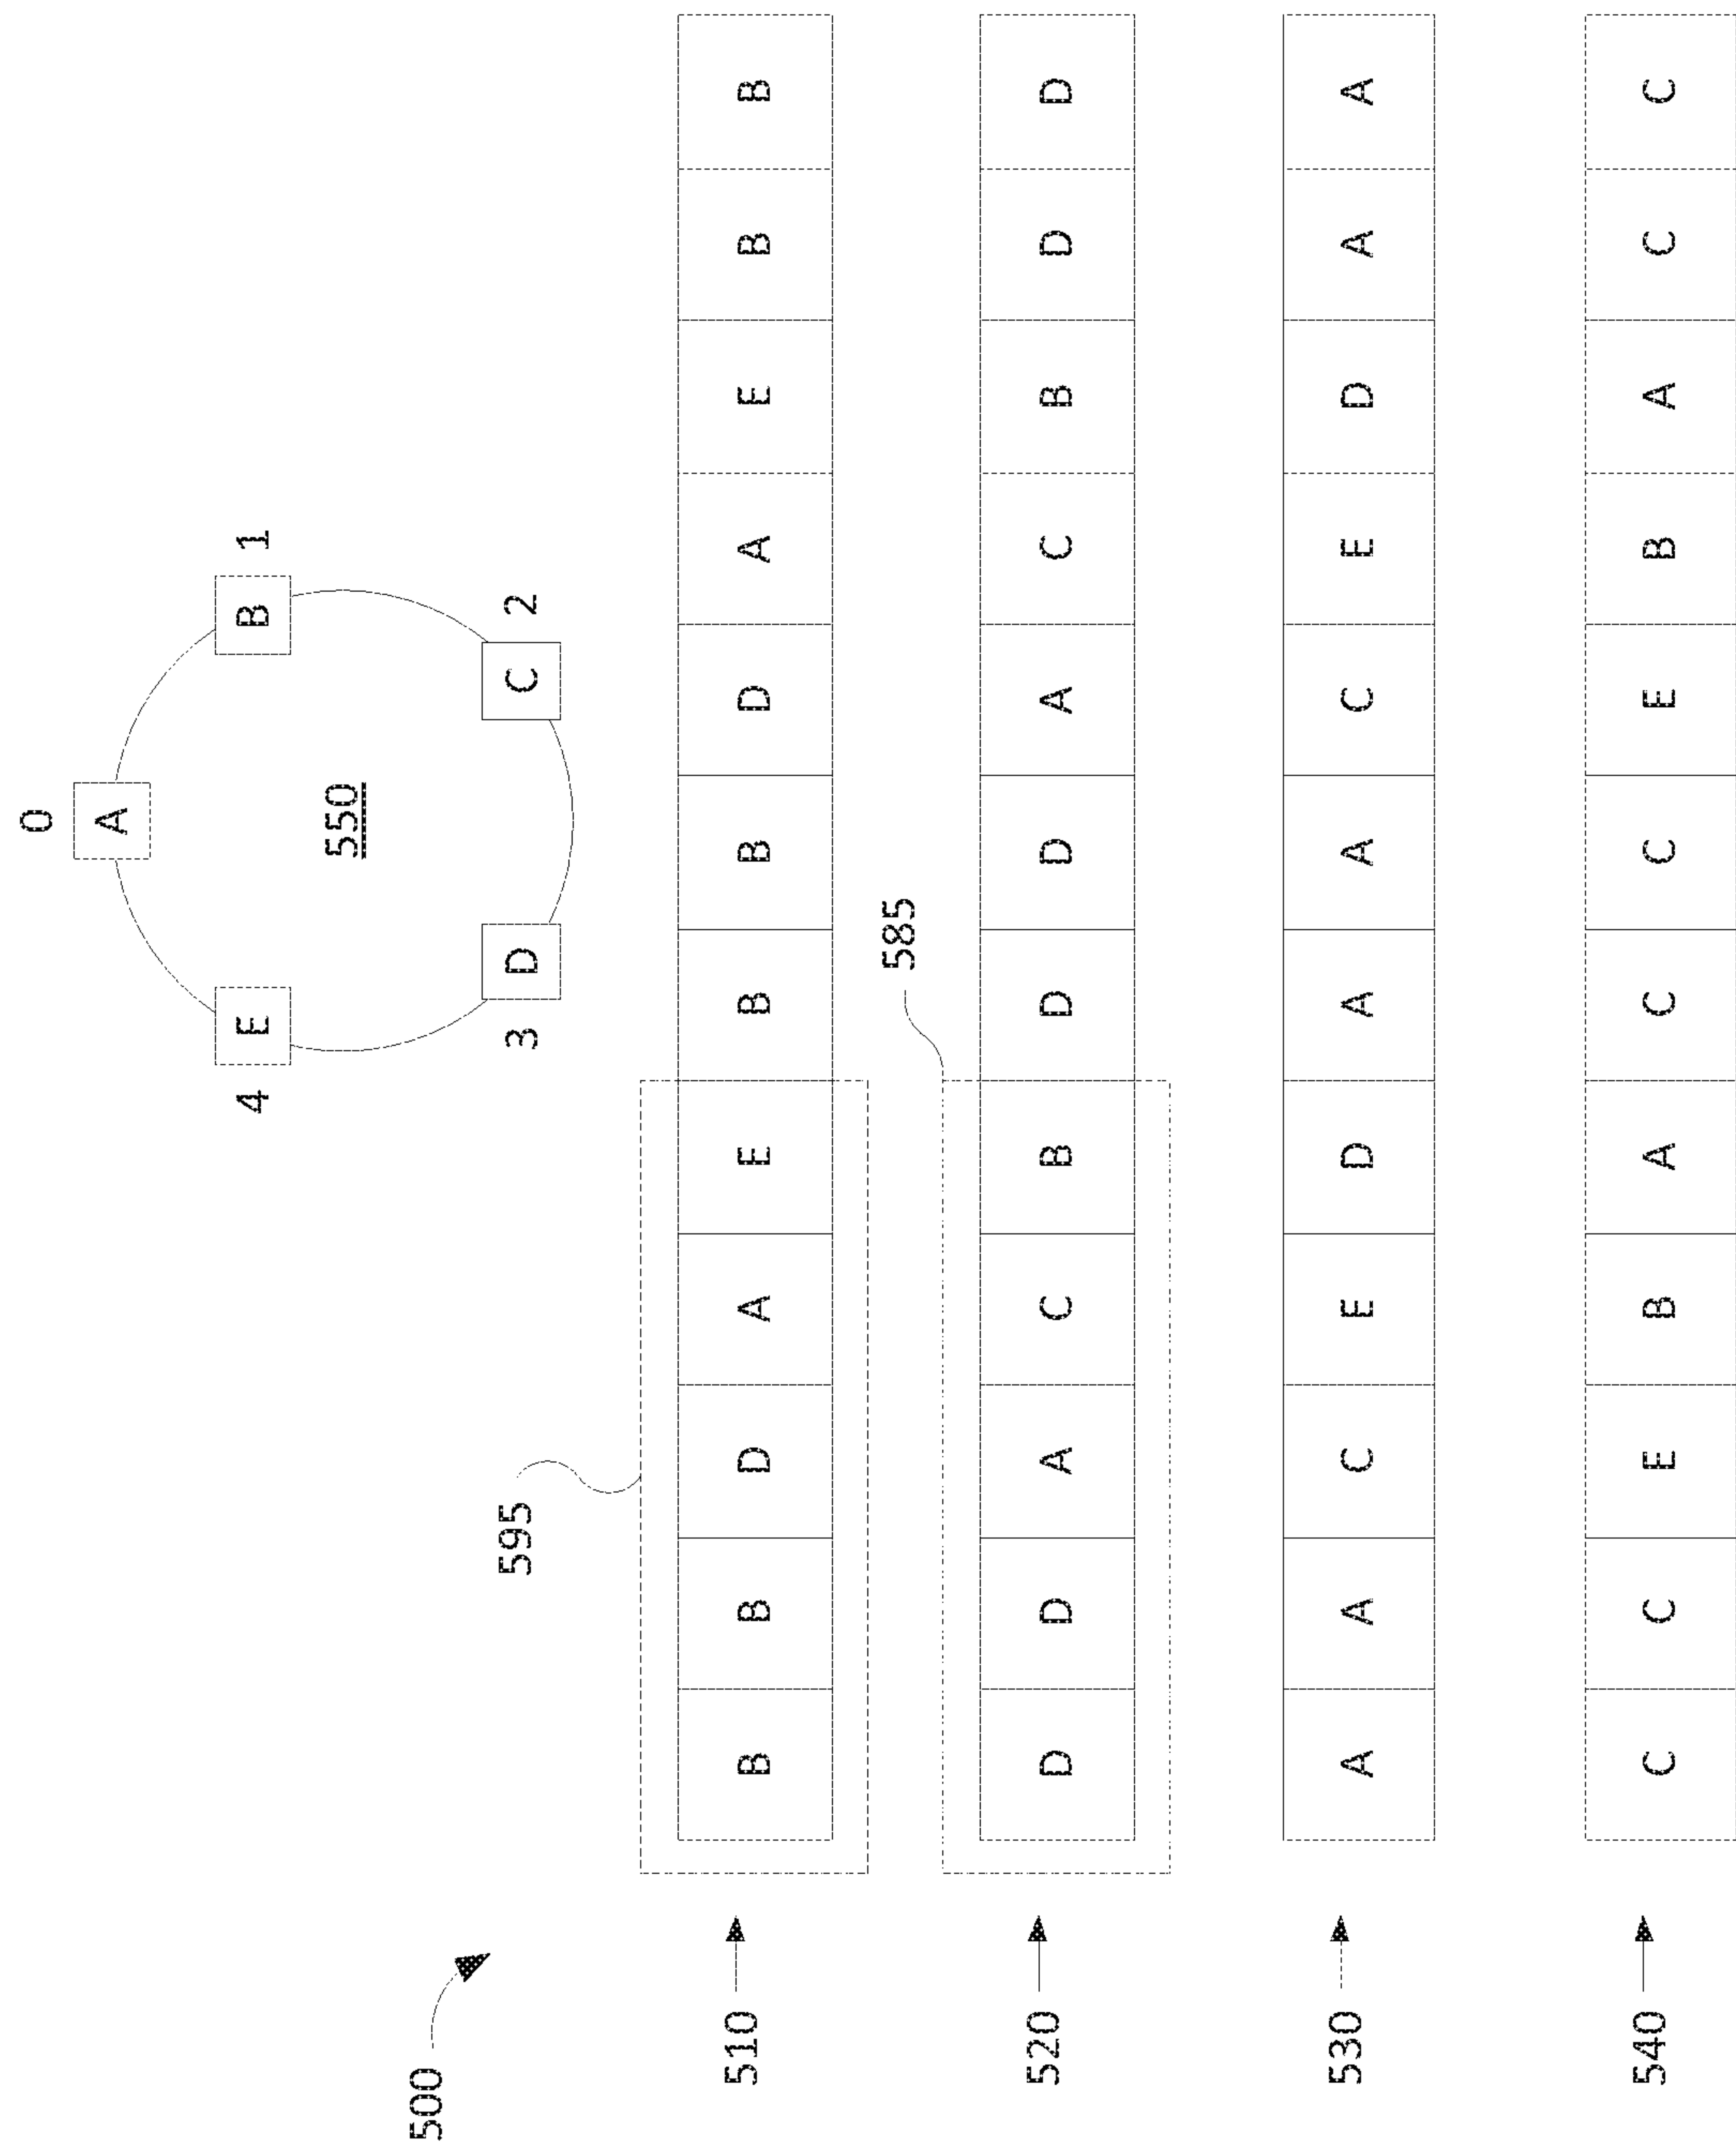 0
A
4 E B 1
550
500
595 3 D C 2
510 B B D A E B B D A E B B
585
520 D D A C B D D A C B D D
530 A A C E D A A C E D A A
540 C C E B A C C E B A C C